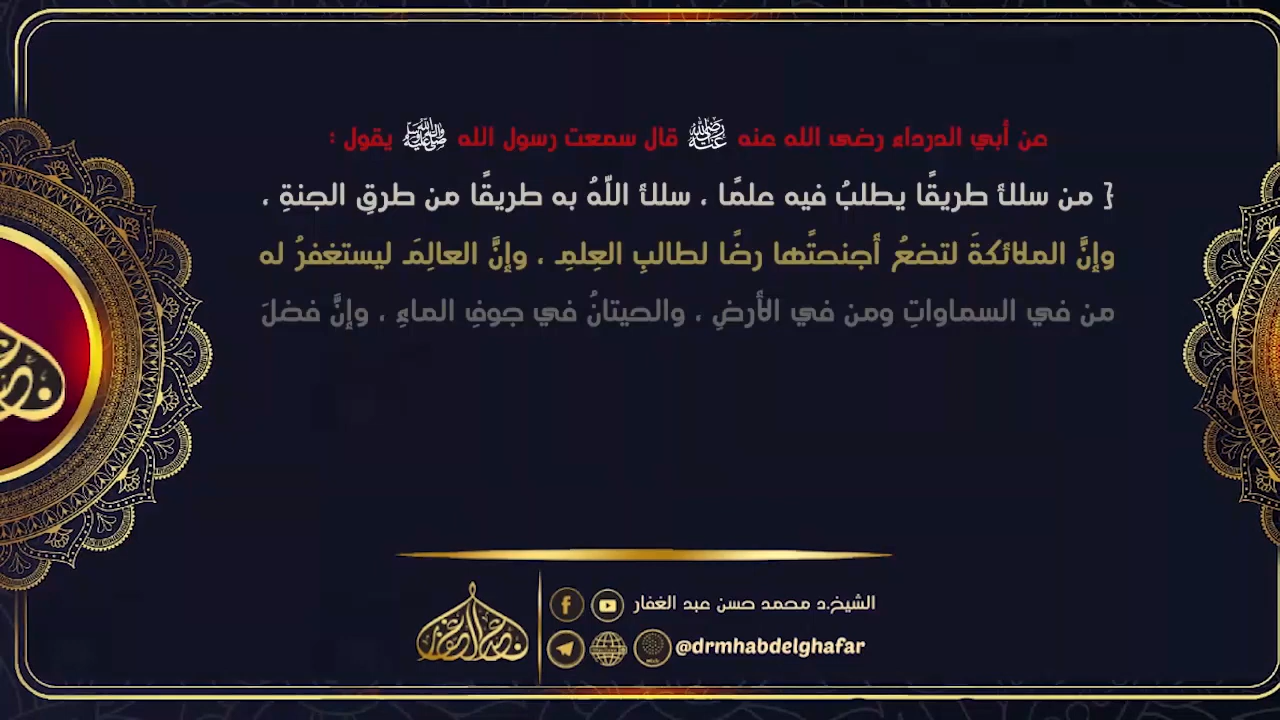 عن أبي الدرداء رضى الله عنه رضي الله عنه قال سمعت رسول الله ﷺ يقول :
{ من سلك طريقًا يطلبُ فيه علمًا ، سلك اللّهُ به طريقًا من طرقِ الجنةِ ،
وإنَّ الملائكةَ لتضعُ أجنحتَها رضًا لطالبِ العِلمِ ، وإنَّ العالِمَ ليستغفرُ له
من في السماواتِ ومن في الأرضِ ، والحيتانُ في جوفِ الماءِ ، وإنَّ فضلَ
الشيخ.د محمد حسن عبد الغفار
@drmhabdelghafar